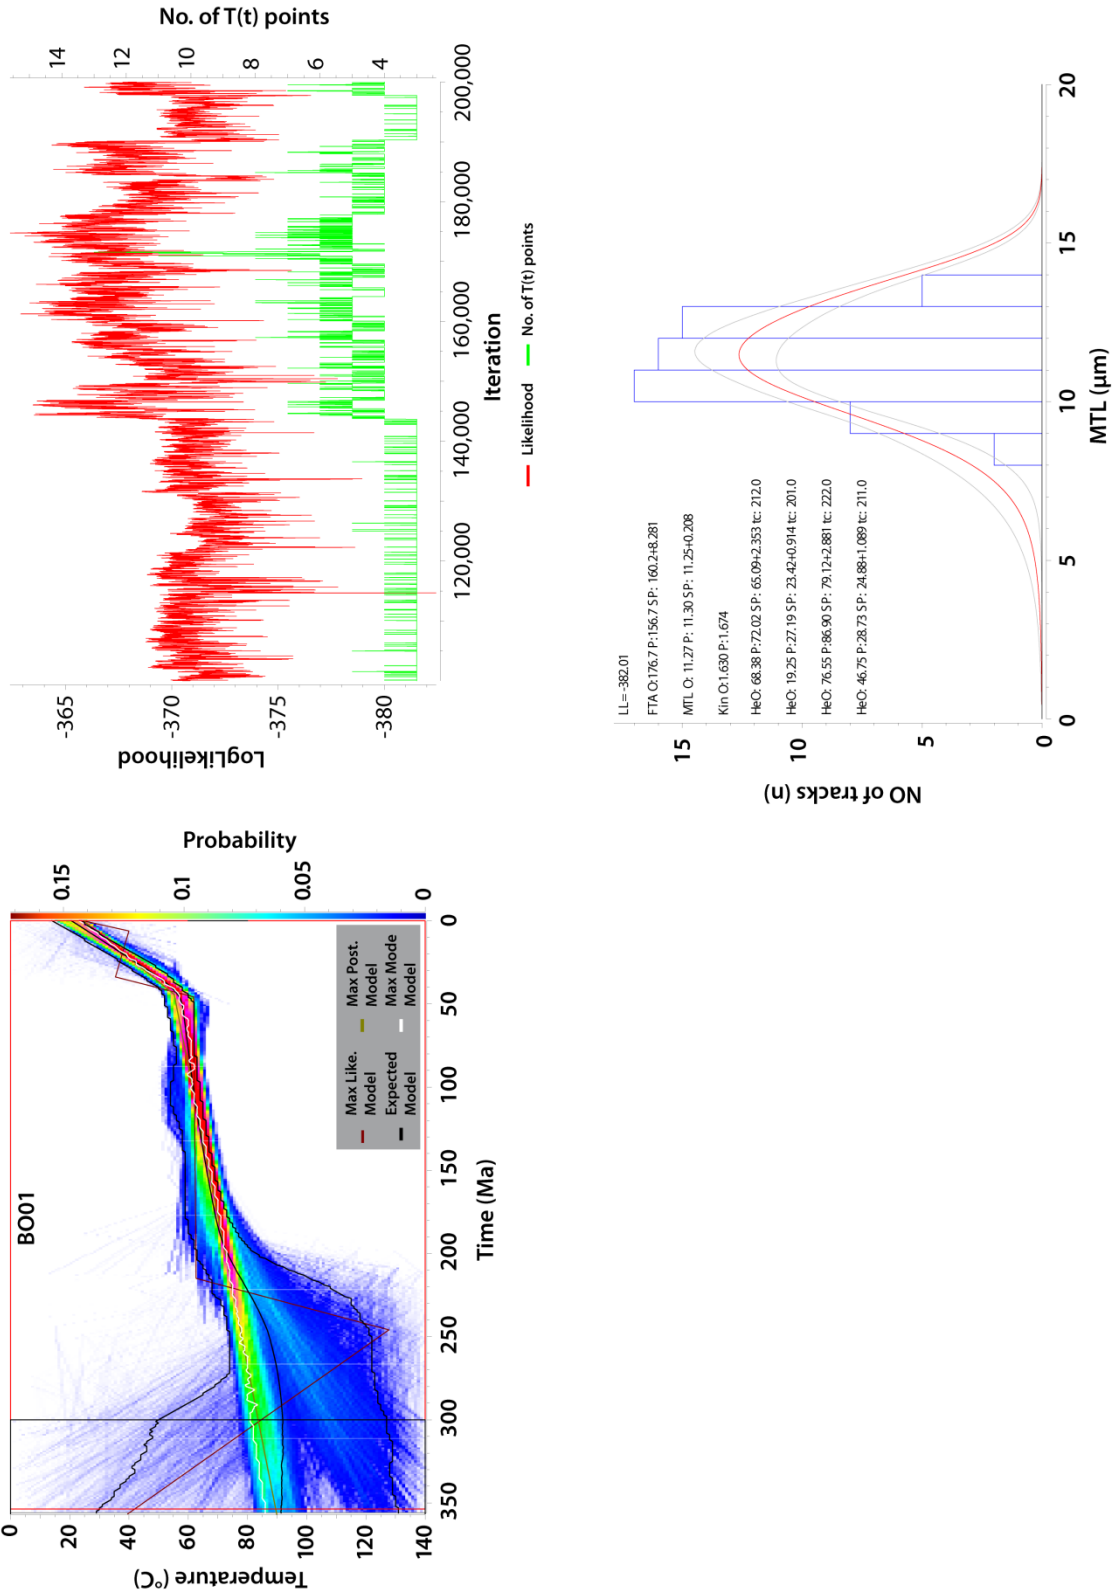 BO01
Temperature (°C)
0
20
40
60
80
100
120
140
350
300
250
200
150
100
50
0
Time (Ma)
Probability
0.15
0.1
0.05
0
Max Like. Model
Max Post. Model
Expected Model
Max Mode Model
LogLikelihood
-365
-370
-375
-380
No. of T(t) points
14
12
10
8
6
4
120,000
140,000
160,000
180,000
200,000
Iteration
Likelihood
No. of T(t) points
NO of tracks (n)
15
10
5
0
LL= -382.01
FTA O:176.7 P:156.7 SP: 160.2+8.281
MTL O: 11.27 P: 11.30 SP: 11.25+0.208
Kin O:1.630 P:1.674
HeO: 68.38 P:72.02 SP: 65.09+2.353 tc: 212.0
HeO: 19.25 P:27.19 SP: 23.42+0.914 tc: 201.0
HeO: 76.55 P:86.90 SP: 79.12+2.881 tc: 222.0
HeO: 46.75 P:28.73 SP: 24.88+1.089 tc: 211.0
0
5
10
15
20
MTL (µm)